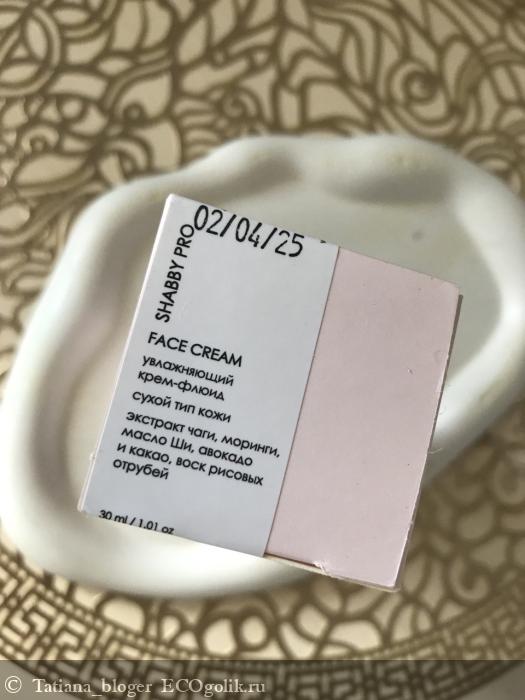 02/04/25
SHABBY PRO
FACE CREAM
увлажняющий
крем-флюид
сухой тип кожи
экстракт чаги, моринги,
масло Ши, авокадо
и какао, воск рисовых
отрубей
30 ml / 1.01 oz
© Tatiana_bloger ECOgolik.ru